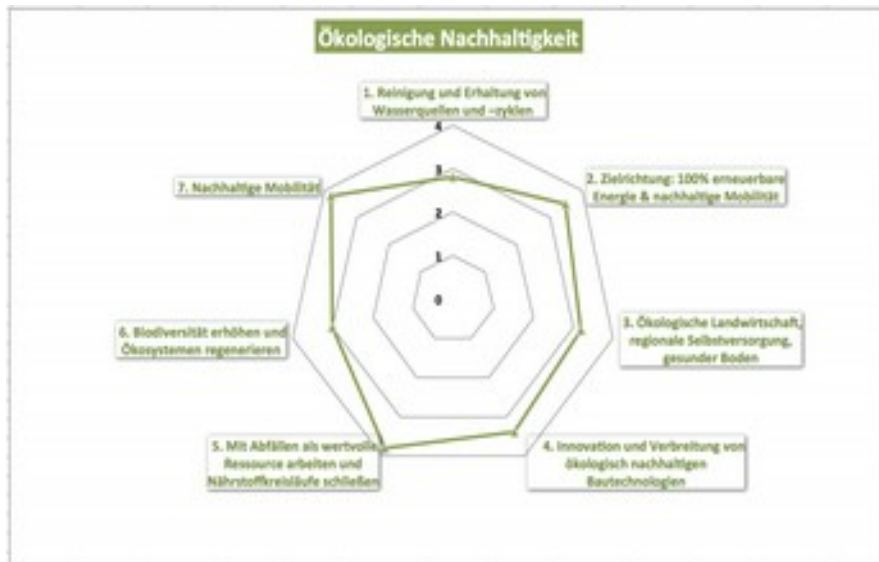 Ökologische Nachhaltigkeit
1. Reinigung und Erhaltung von
Wasserquellen und –zyklen
4
3
2
1
0
2. Zielrichtung: 100% erneuerbare
Energie & nachhaltige Mobilität
3. Ökologische Landwirtschaft,
regionale Selbstversorgung,
gesunder Boden
4. Innovation und Verbreitung von
ökologisch nachhaltigen
Bautechnologien
5. Mit Abfällen als wertvolle
Ressource arbeiten und
Nährstoffkreisläufe schließen
6. Biodiversität erhöhen und
Ökosystemen regenerieren
7. Nachhaltige Mobilität